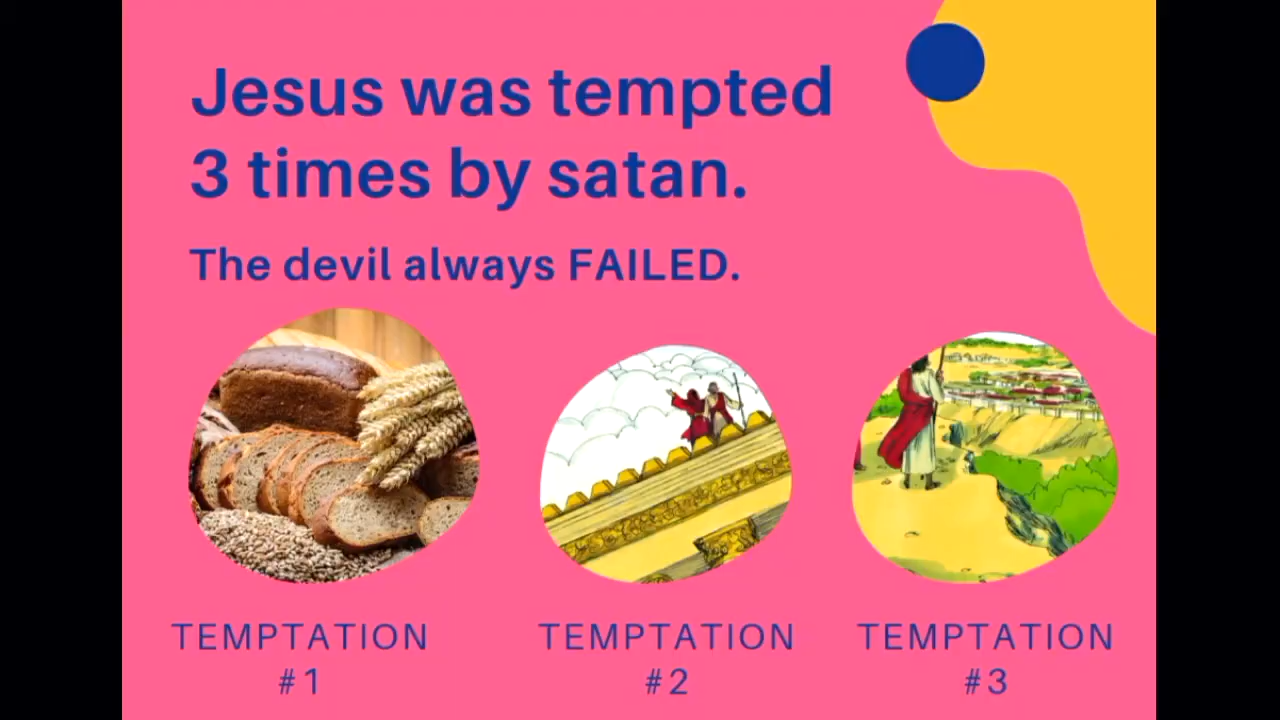 Jesus was tempted
3 times by satan.
The devil always FAILED.
TEMPTATION
#1
TEMPTATION
#2
TEMPTATION
#3